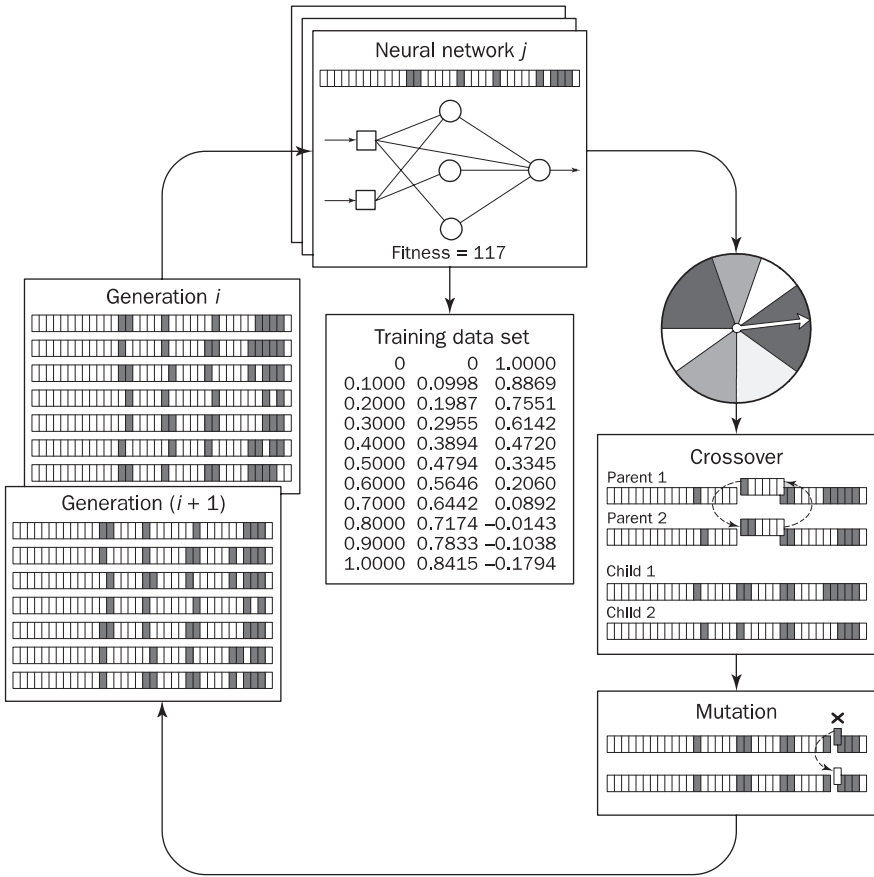 Neural network j
Fitness = 117
Generation i
Generation (i + 1)
Training data set
0 0 1.0000
0.1000 0.0998 0.8869
0.2000 0.1987 0.7551
0.3000 0.2955 0.6142
0.4000 0.3894 0.4720
0.5000 0.4794 0.3345
0.6000 0.5646 0.2060
0.7000 0.6442 0.0892
0.8000 0.7174 –0.0143
0.9000 0.7833 –0.1038
1.0000 0.8415 –0.1794
Crossover
Parent 1
Parent 2
Child 1
Child 2
Mutation